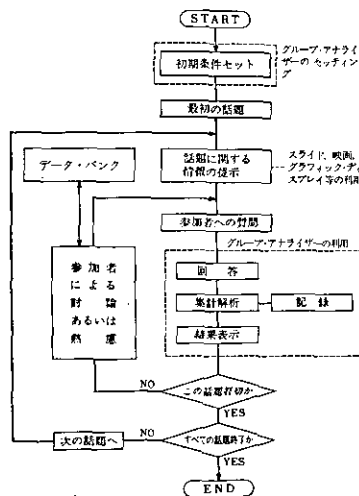 START
初期条件セット
グループ・アナライ
ザーの セッティン
グ
最初の話題
話題に関する
情報の提示
スライド、映画、
グラフィック・ディ
スプレイ等の利用
データ・バンク
参加者への質問
グループ・アナライザーの利用
参加者
による
討論
あるいは
熟慮
回答
集計解析
記録
結果表示
NO
この話題打切か
YES
次の話題へ
NO
すべての話題終了か
YES
END